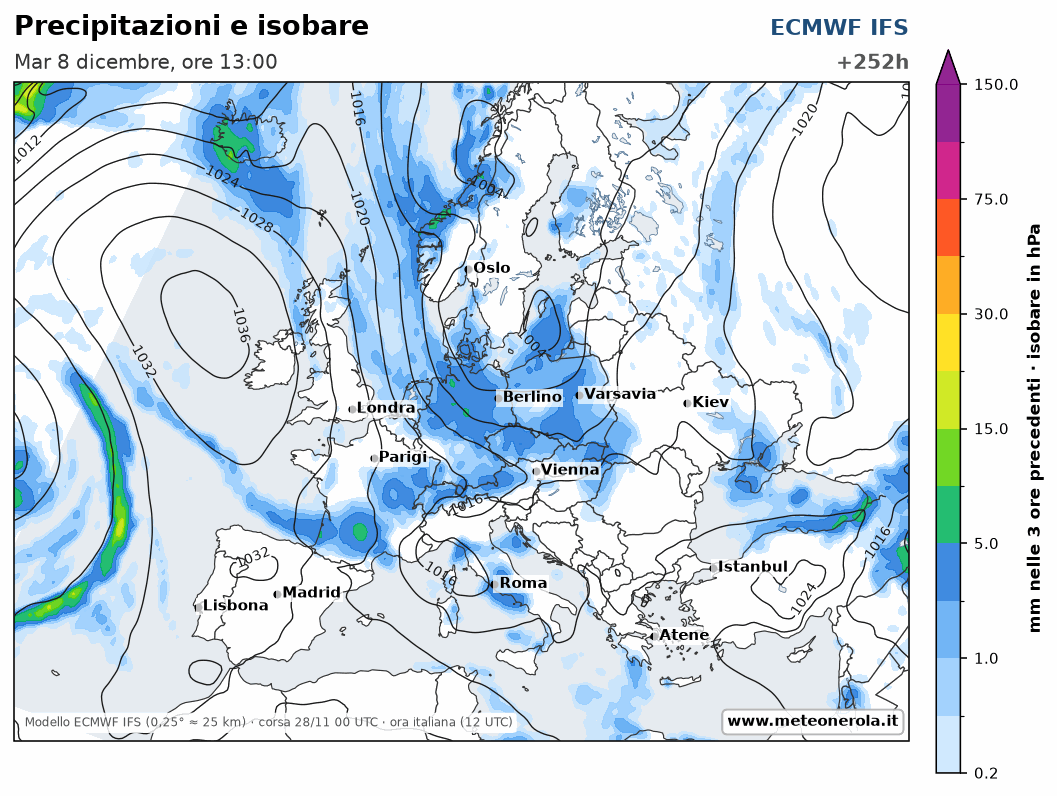 Precipitazioni e isobare
ECMWF IFS
Mar 8 dicembre, ore 13:00
+252h
1012
1016
1020
1024
1004
1028
1020
1036
1032
1004
Oslo
Londra
Berlino
Varsavia
Kiev
Parigi
Vienna
1016
1016
1032
1016
Madrid
Lisbona
Roma
Istanbul
1024
Atene
Modello ECMWF IFS (0,25° ≈ 25 km) · corsa 28/11 00 UTC · ora italiana (12 UTC)
www.meteonerola.it
150.0
75.0
30.0
15.0
5.0
1.0
0.2
mm nelle 3 ore precedenti · isobare in hPa